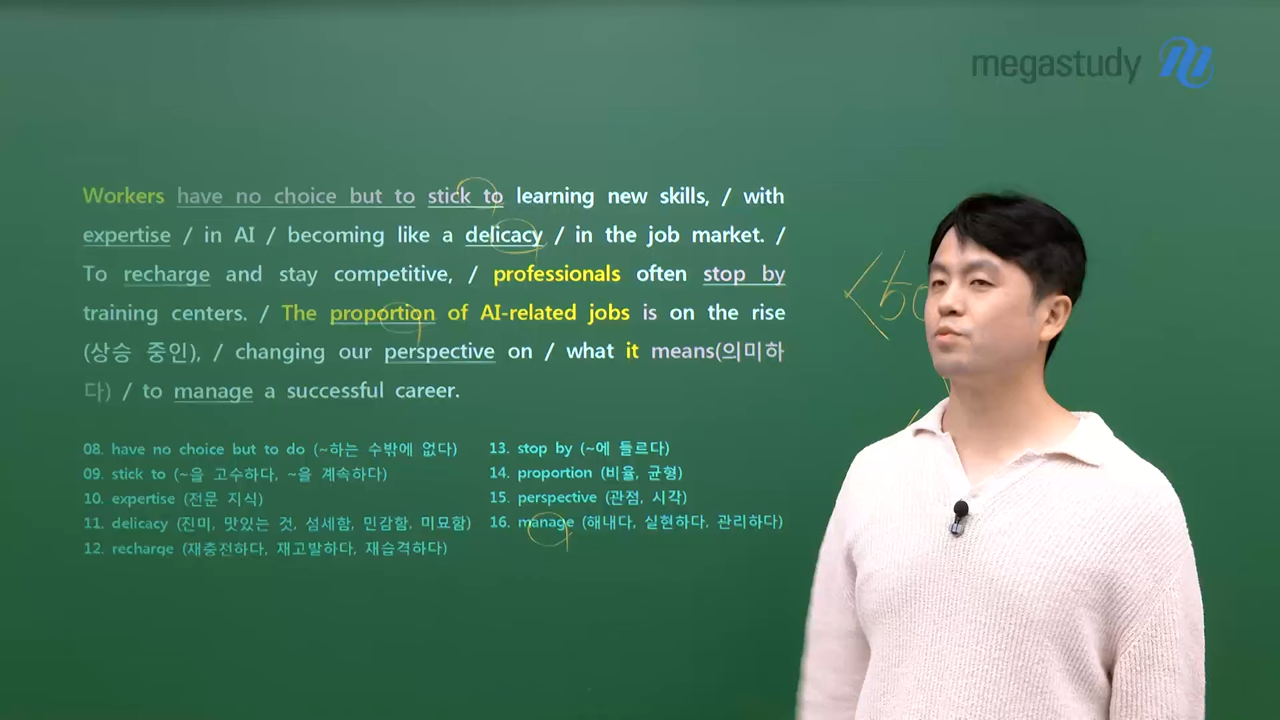 megastudy
Workers have no choice but to stick to learning new skills, / with
expertise / in AI / becoming like a delicacy / in the job market. /
To recharge and stay competitive, / professionals often stop by
training centers. / The proportion of AI-related jobs is on the rise
(상승 중인), / changing our perspective on / what it means(의미하
다) / to manage a successful career.
08. have no choice but to do (~하는 수밖에 없다)
09. stick to (~을 고수하다, ~을 계속하다)
10. expertise (전문 지식)
11. delicacy (진미, 맛있는 것, 섬세함, 민감함, 미묘함)
12. recharge (재충전하다, 재고발하다, 재습격하다)
13. stop by (~에 들르다)
14. proportion (비율, 균형)
15. perspective (관점, 시각)
16. manage (해내다, 실현하다, 관리하다)